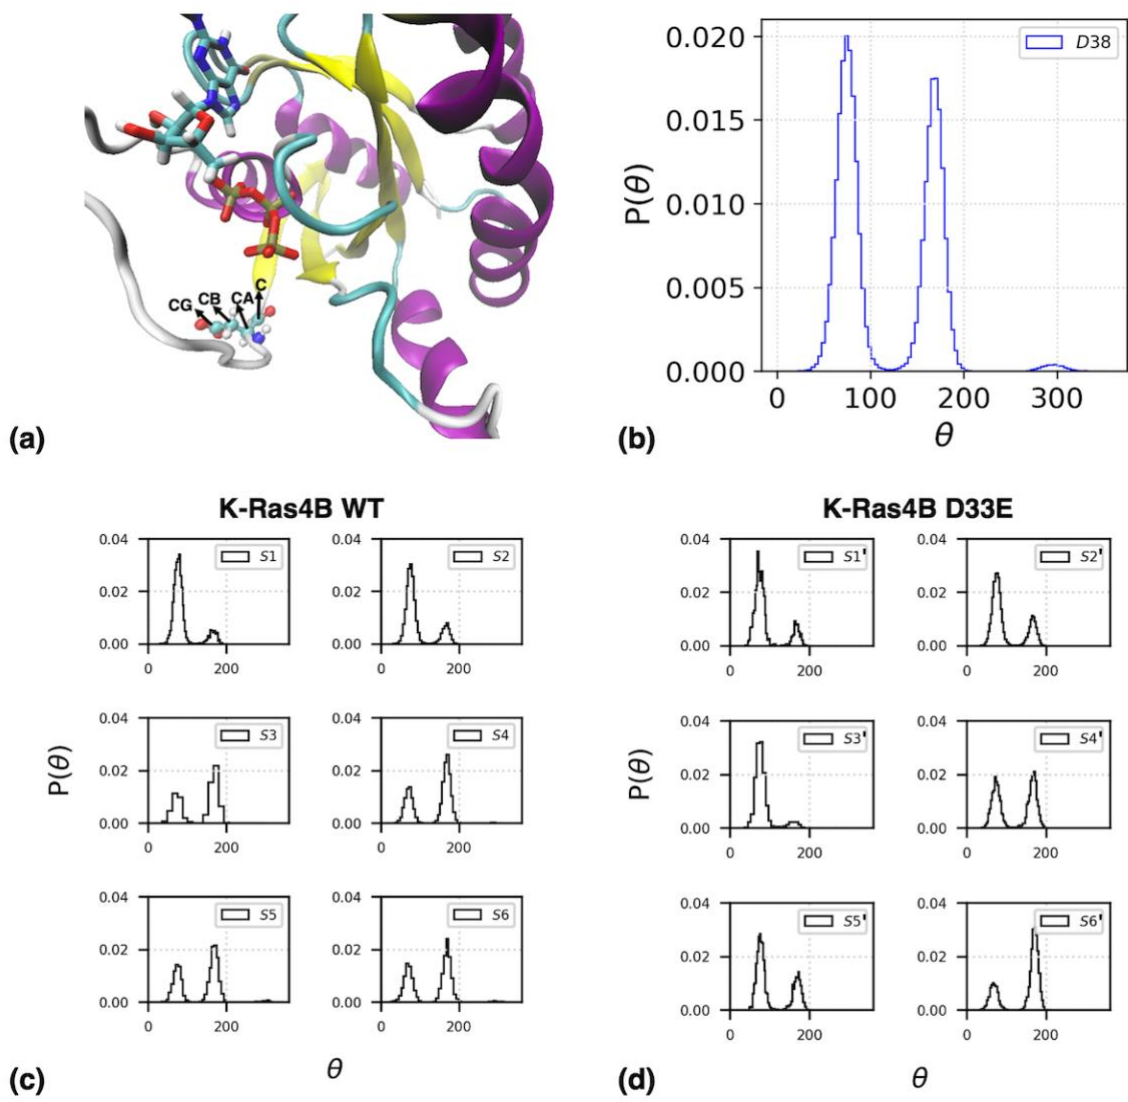 CG CB CA C
(a)
D38
0.020
0.015
0.010
0.005
0.000
P(θ)
0 100 200 300
θ
(b)
K-Ras4B WT
0.04
0.02
0.00
S1
0 200
0.04
0.02
0.00
S2
0 200
0.04
0.02
0.00
S3
0 200
0.04
0.02
0.00
S4
0 200
0.04
0.02
0.00
S5
0 200
0.04
0.02
0.00
S6
0 200
P(θ)
θ
(c)
K-Ras4B D33E
0.04
0.02
0.00
S1'
0 200
0.04
0.02
0.00
S2'
0 200
0.04
0.02
0.00
S3'
0 200
0.04
0.02
0.00
S4'
0 200
0.04
0.02
0.00
S5'
0 200
0.04
0.02
0.00
S6'
0 200
P(θ)
θ
(d)